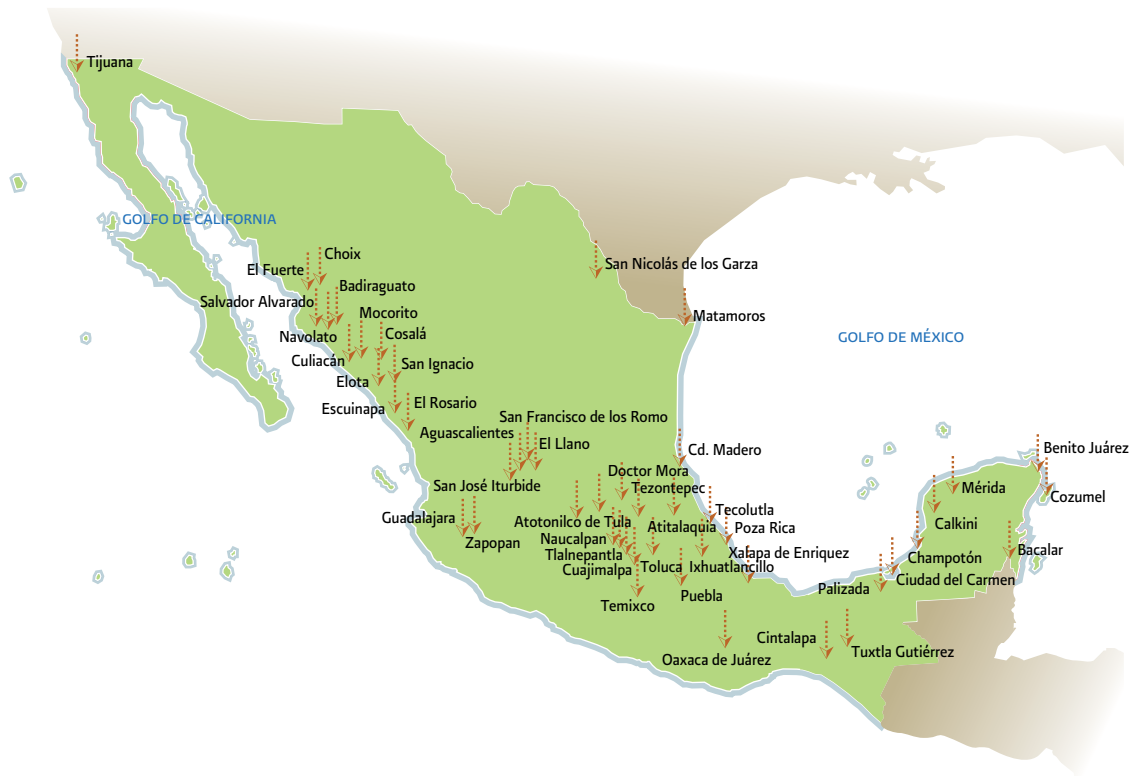 Tijuana
GOLFO DE CALIFORNIA
Choix
El Fuerte
San Nicolás de los Garza
Badiraguato
Salvador Alvarado
Mocorito
Matamoros
Navolato
Cosalá
GOLFO DE MÉXICO
Culiacán
San Ignacio
Elota
El Rosario
Escuinapa
San Francisco de los Romo
Aguascalientes
El Llano
Cd. Madero
Benito Juárez
Doctor Mora
San José Iturbide
Tezontepec
Mérida
Cozumel
Tecolutla
Guadalajara
Atotonilco de Tula
Atitalaquia
Poza Rica
Calkini
Zapopan
Naucalpan
Tlalnepantla
Xalapa de Enriquez
Champotón
Bacalar
Cuajimalpa
Toluca
Ixhuatlancillo
Ciudad del Carmen
Palizada
Puebla
Temixco
Cintalapa
Tuxtla Gutiérrez
Oaxaca de Juárez